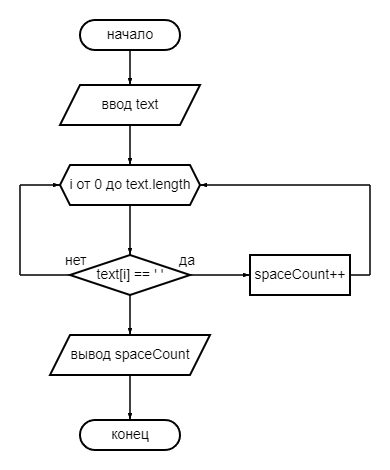 начало
ввод text
i от 0 до text.length
нет
да
text[i] == ' '
spaceCount++
вывод spaceCount
конец